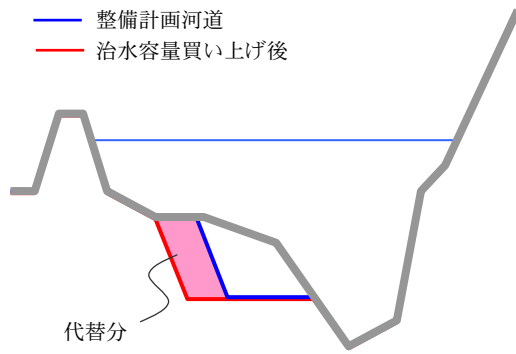 整備計画河道
治水容量買い上げ後
代替分